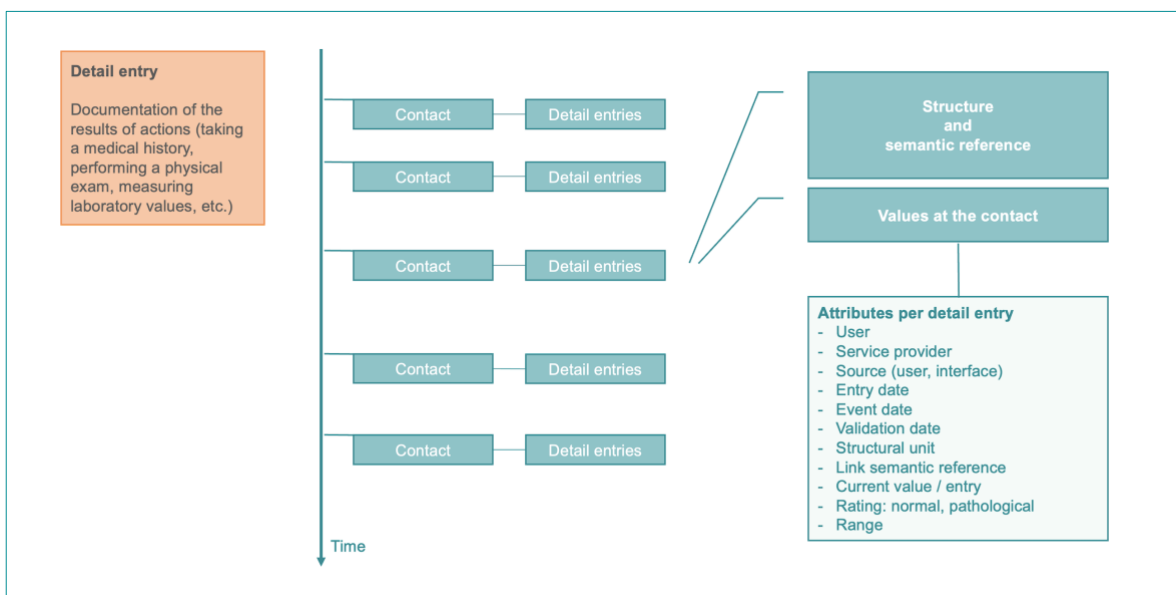 Detail entry
Documentation of the
results of actions (taking
a medical history,
performing a physical
exam, measuring
laboratory values, etc.)
Contact
Detail entries
Contact
Detail entries
Contact
Detail entries
Contact
Detail entries
Contact
Detail entries
Time
Structure
and
semantic reference
Values at the contact
Attributes per detail entry
- User
- Service provider
- Source (user, interface)
- Entry date
- Event date
- Validation date
- Structural unit
- Link semantic reference
- Current value / entry
- Rating: normal, pathological
- Range